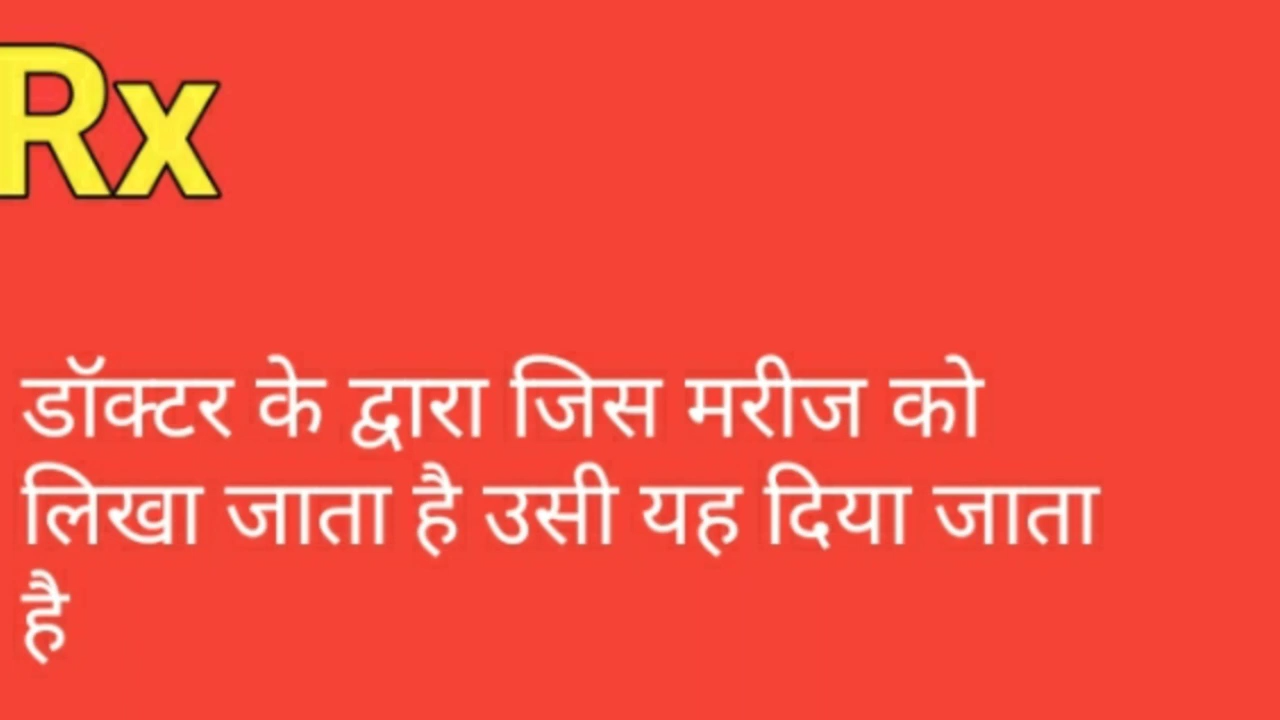 Rx
डॉक्टर के द्वारा जिस मरीज को
लिखा जाता है उसी यह दिया जाता
है